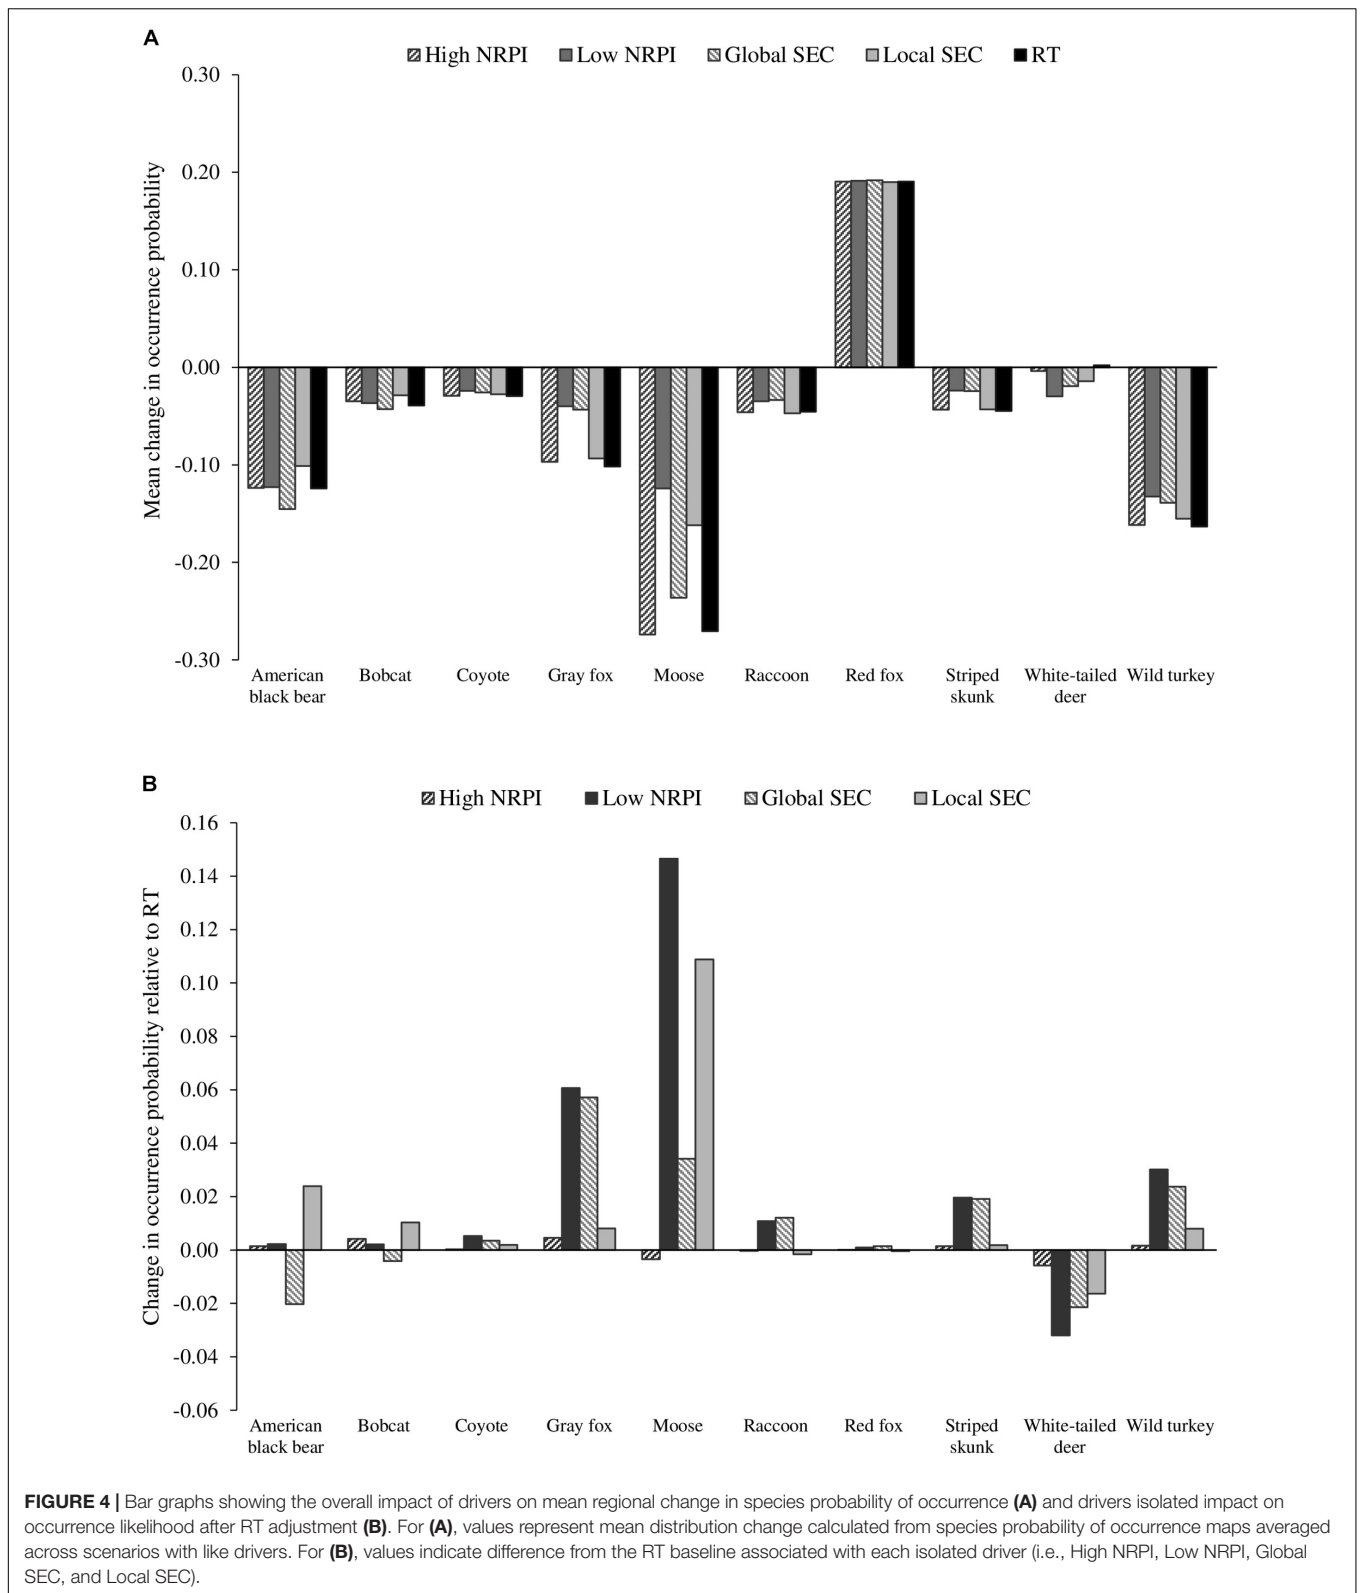 A
High NRPI Low NRPI Global SEC Local SEC RT
Mean change in occurrence probability
0.30
0.20
0.10
0.00
-0.10
-0.20
-0.30
American black bear Bobcat Coyote Gray fox Moose Raccoon Red fox Striped skunk White-tailed deer Wild turkey
B
High NRPI Low NRPI Global SEC Local SEC
Change in occurrence probability relative to RT
0.16
0.14
0.12
0.10
0.08
0.06
0.04
0.02
0.00
-0.02
-0.04
-0.06
American black bear Bobcat Coyote Gray fox Moose Raccoon Red fox Striped skunk White-tailed deer Wild turkey
FIGURE 4 | Bar graphs showing the overall impact of drivers on mean regional change in species probability of occurrence (A) and drivers isolated impact on
occurrence likelihood after RT adjustment (B). For (A), values represent mean distribution change calculated from species probability of occurrence maps averaged
across scenarios with like drivers. For (B), values indicate difference from the RT baseline associated with each isolated driver (i.e., High NRPI, Low NRPI, Global
SEC, and Local SEC).